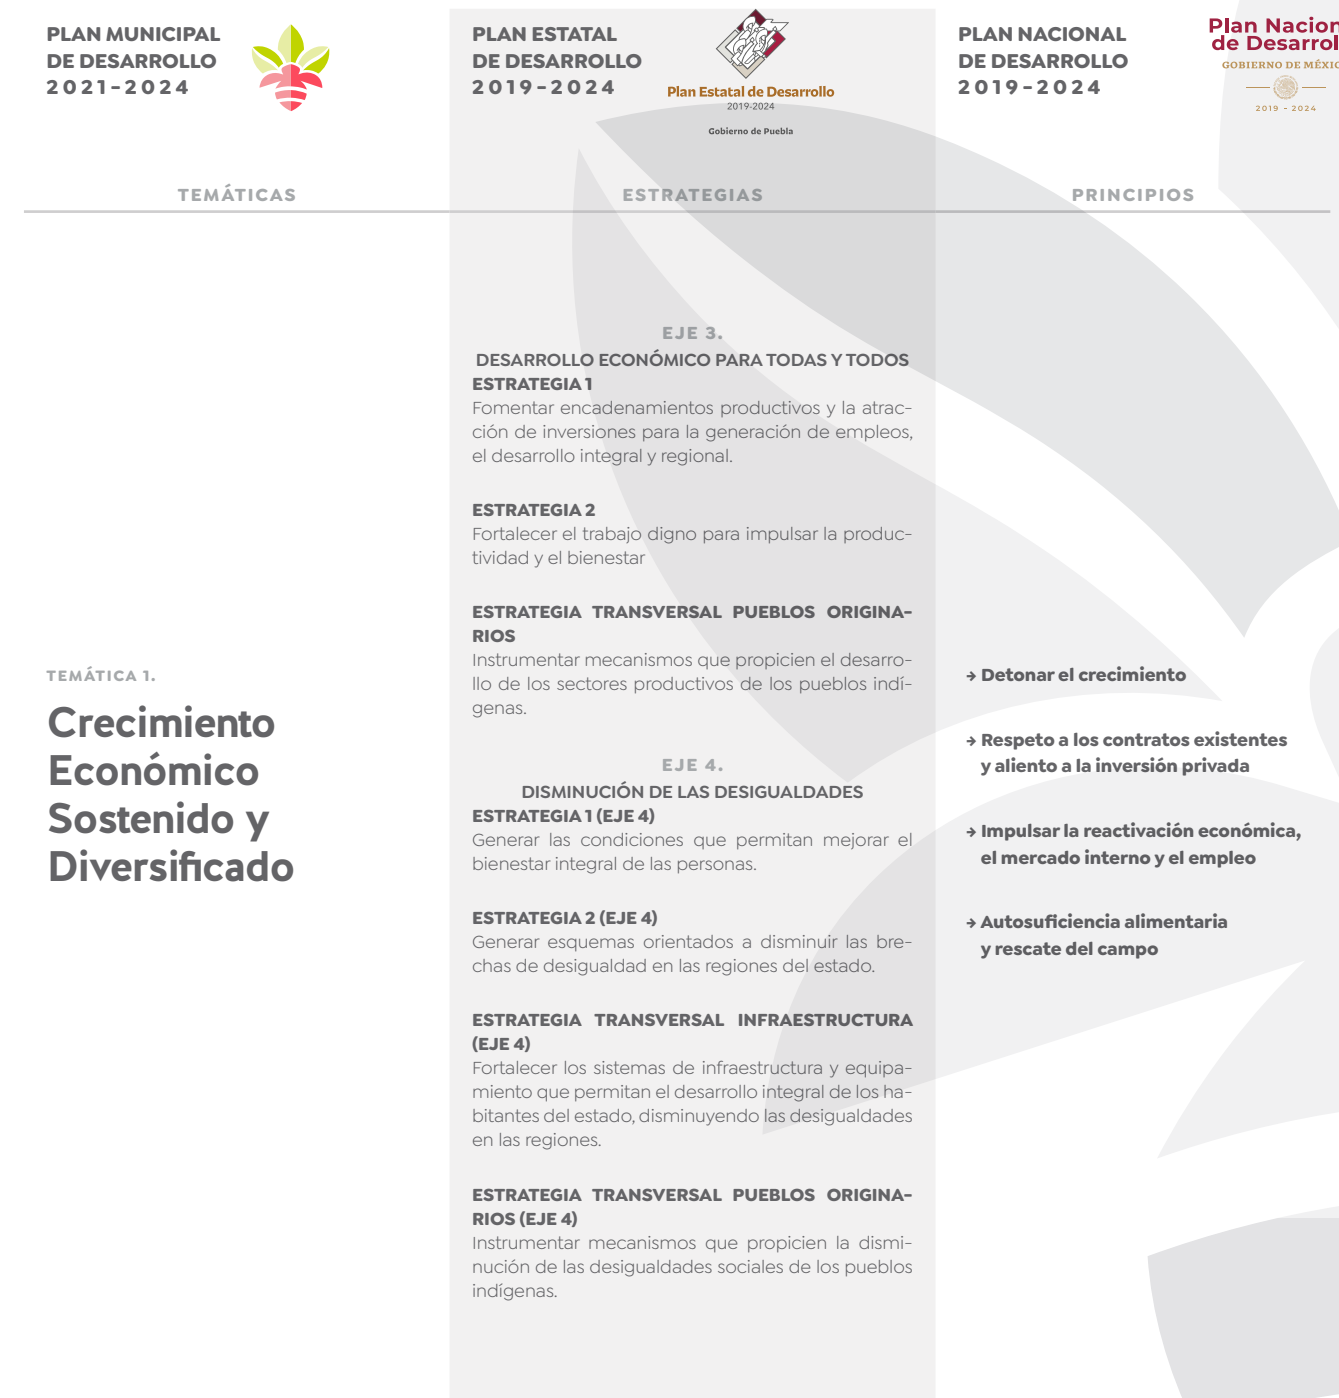 PLAN MUNICIPAL
DE DESARROLLO
2021-2024
PLAN ESTATAL
DE DESARROLLO
2019-2024
Plan Estatal de Desarrollo
2019-2024
Gobierno de Puebla
PLAN NACIONAL
DE DESARROLLO
2019-2024
Plan Nacion
de Desarrol
GOBIERNO DE MÉXIC
2019 - 2024
TEMÁTICAS
ESTRATEGIAS
PRINCIPIOS
TEMÁTICA 1.
Crecimiento
Económico
Sostenido y
Diversificado
EJE 3.
DESARROLLO ECONÓMICO PARA TODAS Y TODOS
ESTRATEGIA 1
Fomentar encadenamientos productivos y la atrac-
ción de inversiones para la generación de empleos,
el desarrollo integral y regional.
ESTRATEGIA 2
Fortalecer el trabajo digno para impulsar la produc-
tividad y el bienestar
ESTRATEGIA TRANSVERSAL PUEBLOS ORIGINA-
RIOS
Instrumentar mecanismos que propicien el desarro-
llo de los sectores productivos de los pueblos indí-
genas.
EJE 4.
DISMINUCIÓN DE LAS DESIGUALDADES
ESTRATEGIA 1 (EJE 4)
Generar las condiciones que permitan mejorar el
bienestar integral de las personas.
ESTRATEGIA 2 (EJE 4)
Generar esquemas orientados a disminuir las bre-
chas de desigualdad en las regiones del estado.
ESTRATEGIA TRANSVERSAL INFRAESTRUCTURA
(EJE 4)
Fortalecer los sistemas de infraestructura y equipa-
miento que permitan el desarrollo integral de los ha-
bitantes del estado, disminuyendo las desigualdades
en las regiones.
ESTRATEGIA TRANSVERSAL PUEBLOS ORIGINA-
RIOS (EJE 4)
Instrumentar mecanismos que propicien la dismi-
nución de las desigualdades sociales de los pueblos
indígenas.
→ Detonar el crecimiento
→ Respeto a los contratos existentes
y aliento a la inversión privada
→ Impulsar la reactivación económica,
el mercado interno y el empleo
→ Autosuficiencia alimentaria
y rescate del campo